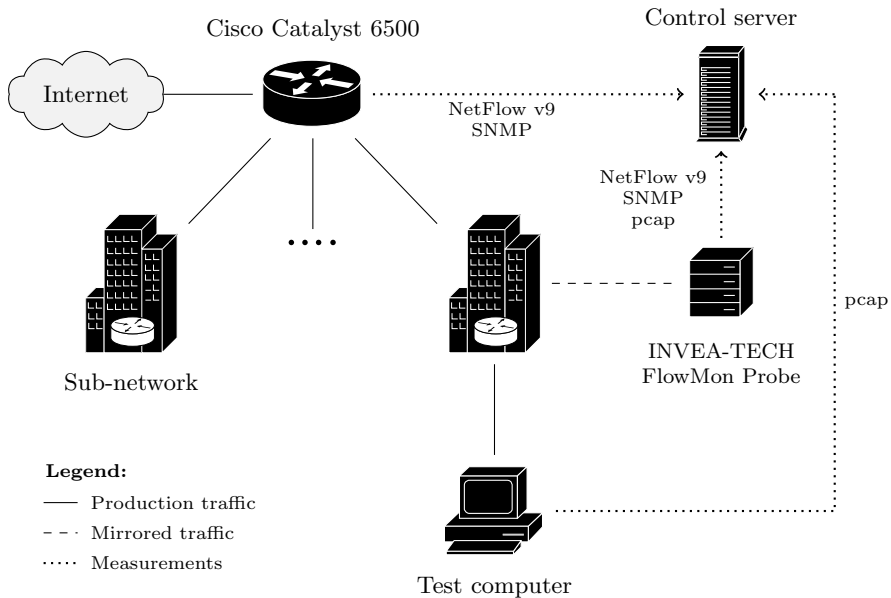 Control server
Cisco Catalyst 6500
Internet
NetFlow v9
SNMP
NetFlow v9
SNMP
pcap
pcap
INVEA-TECH
FlowMon Probe
Sub-network
Legend:
Production traffic
Mirrored traffic
Measurements
Test computer